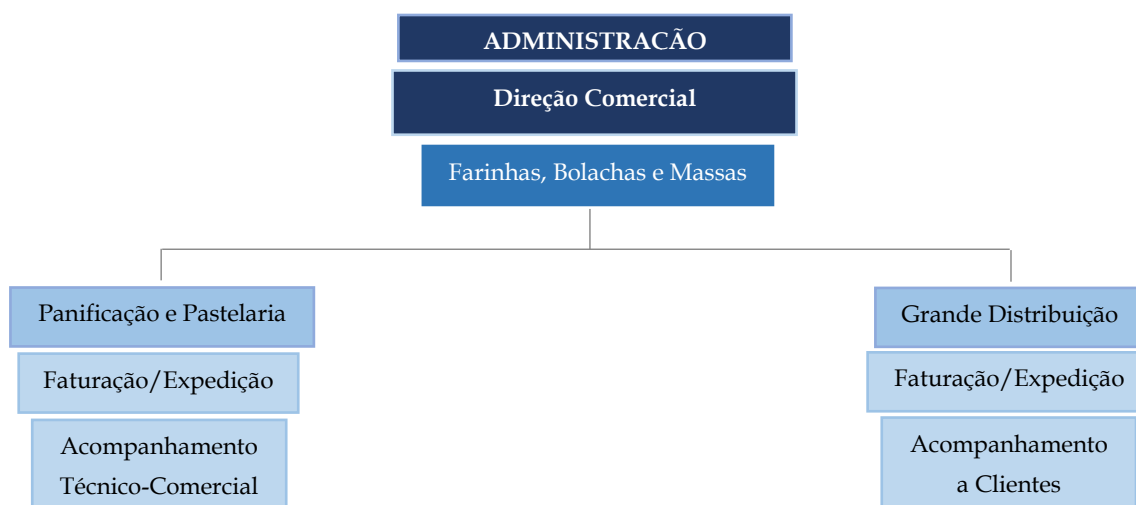 ADMINISTRACÃO
Direção Comercial
Farinhas, Bolachas e Massas
Panificação e Pastelaria
Faturação/Expedição
Acompanhamento
Técnico-Comercial
Grande Distribuição
Faturação/Expedição
Acompanhamento
a Clientes